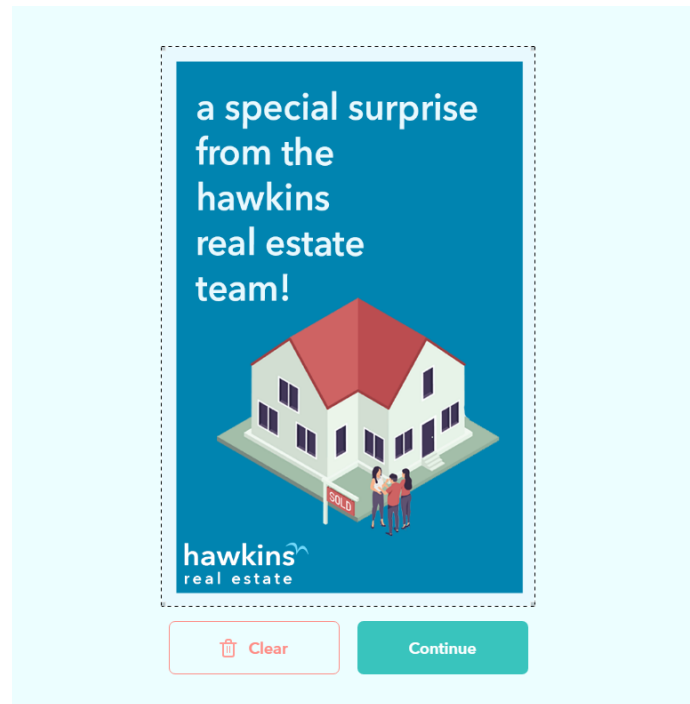 a special surprise
from the
hawkins
real estate
team!
SOLD
hawkins
real estate
Clear
Continue